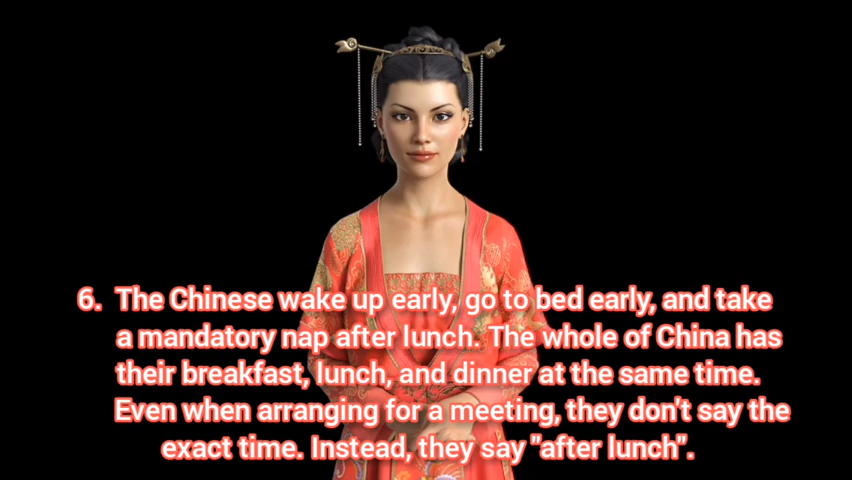 6. The Chinese wake up early, go to bed early, and take
a mandatory nap after lunch. The whole of China has
their breakfast, lunch, and dinner at the same time.
Even when arranging for a meeting, they don't say the
exact time. Instead, they say "after lunch".